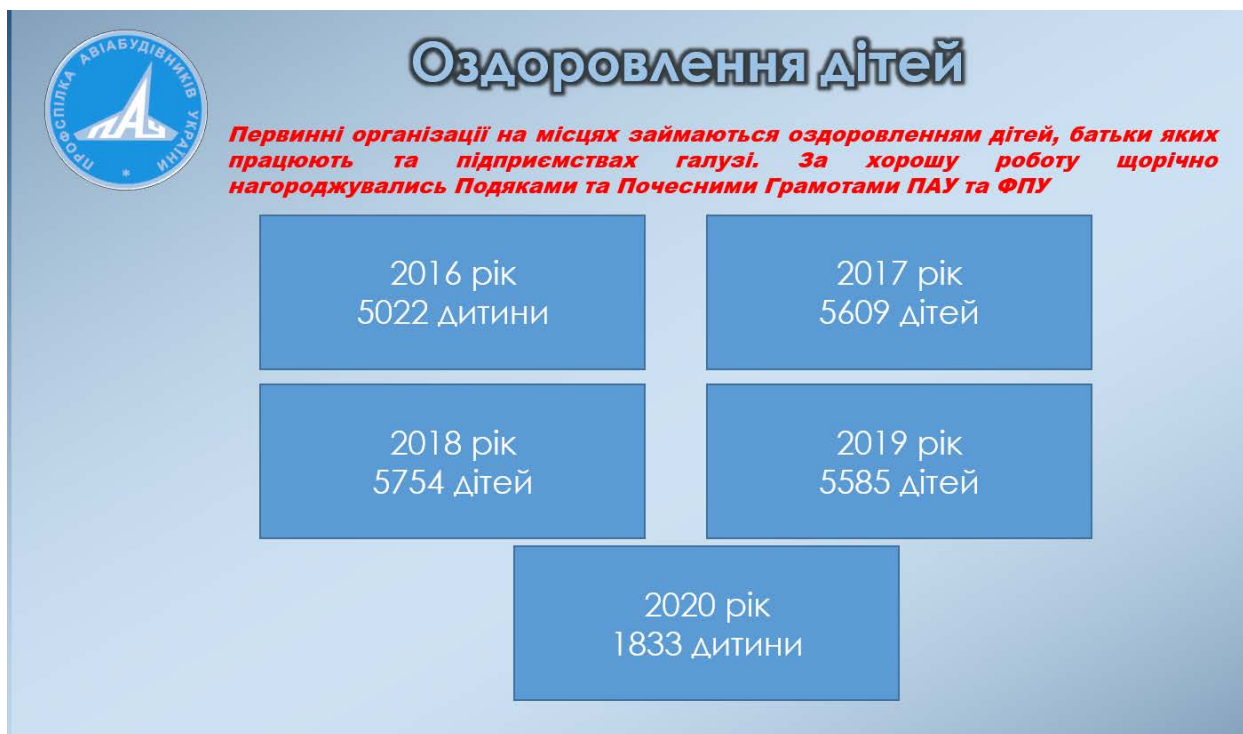 ПРОФСПІЛКА АВІАБУДІВНИКІВ УКРАЇНИ *
ПАУ
Оздоровлення дітей
Первинні організації на місцях займаються оздоровленням дітей, батьки яких
працюють та підприємствах галузі. За хорошу роботу щорічно
нагороджувались Подяками та Почесними Грамотами ПАУ та ФПУ
2016 рік
5022 дитини
2017 рік
5609 дітей
2018 рік
5754 дітей
2019 рік
5585 дітей
2020 рік
1833 дитини